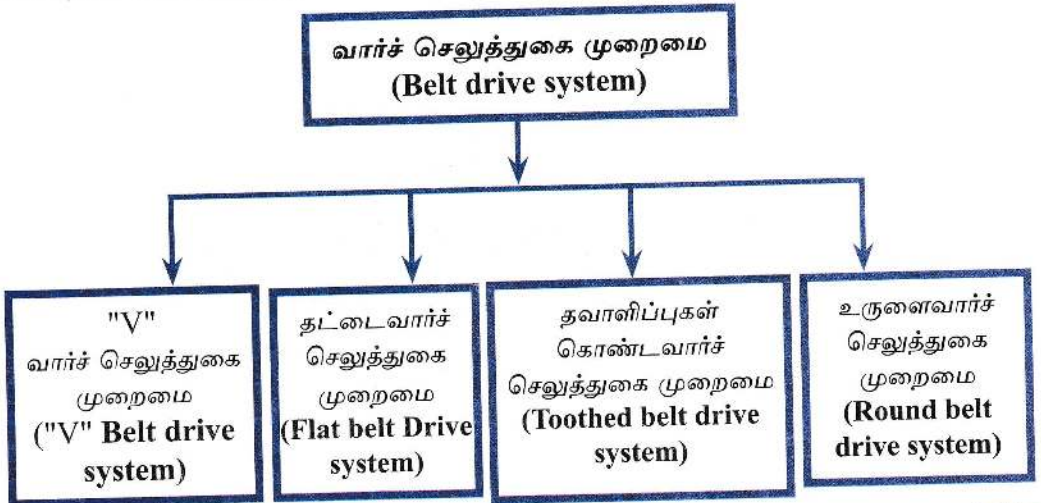 வார்ச் செலுத்துகை முறைமை
(Belt drive system)
"V"
வார்ச் செலுத்துகை
முறைமை
("V" Belt drive
system)
தட்டைவார்ச்
செலுத்துகை
முறைமை
(Flat belt Drive
system)
தவாளிப்புகள்
கொண்டவார்ச்
செலுத்துகை முறைமை
(Toothed belt drive
system)
உருளைவார்ச்
செலுத்துகை
முறைமை
(Round belt
drive system)